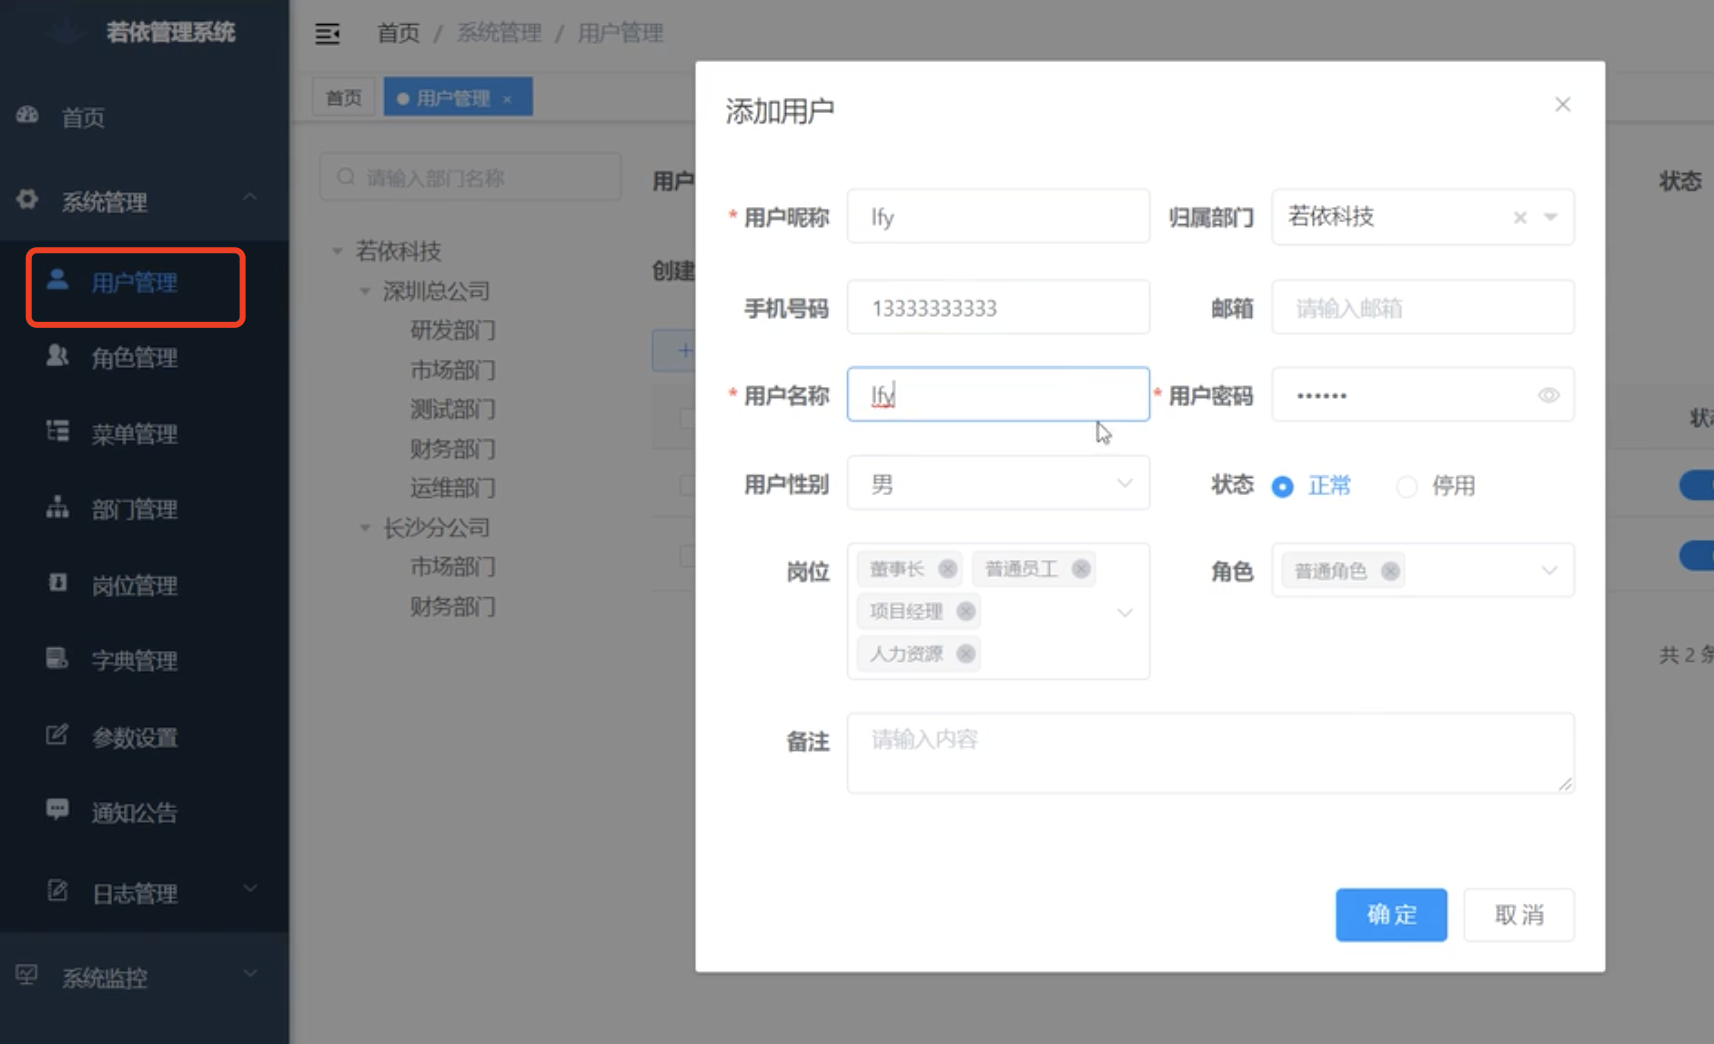 若依管理系统
首页
系统管理
用户管理
角色管理
菜单管理
部门管理
岗位管理
字典管理
参数设置
通知公告
日志管理
系统监控
首页 / 系统管理 / 用户管理
首页
用户管理 ×
请输入部门名称
若依科技
深圳总公司
研发部门
市场部门
测试部门
财务部门
运维部门
长沙分公司
市场部门
财务部门
用户
创建
+
状态
共 2 条
添加用户
* 用户昵称 lfy
归属部门 若依科技
手机号码 13333333333
邮箱 请输入邮箱
* 用户名称 lfy
* 用户密码 ••••••
用户性别 男
状态 正常 停用
岗位 董事长 普通员工
项目经理
人力资源
角色 普通角色
备注 请输入内容
确定 取消